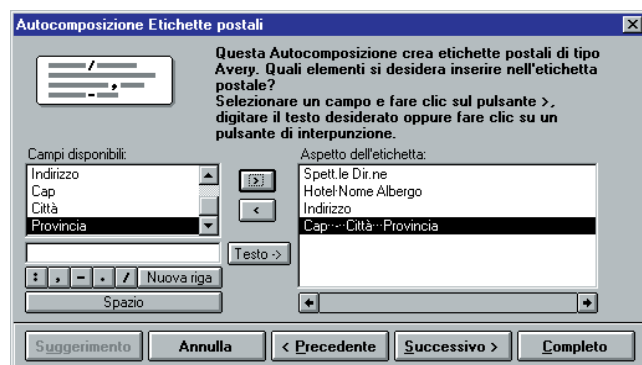 Autocomposizione Etichette postali
Questa Autocomposizione crea etichette postali di tipo
Avery. Quali elementi si desidera inserire nell'etichetta
postale?
Selezionare un campo e fare clic sul pulsante >,
digitare il testo desiderato oppure fare clic su un
pulsante di interpunzione.
Campi disponibili:
Indirizzo
Cap
Città
Provincia
>
<
Testo ->
: , - . / Nuova riga
Spazio
Aspetto dell'etichetta:
Spett.le Dir.ne
Hotel·Nome Albergo
Indirizzo
Cap··-··Città···Provincia
Suggerimento Annulla < Precedente Successivo > Completo